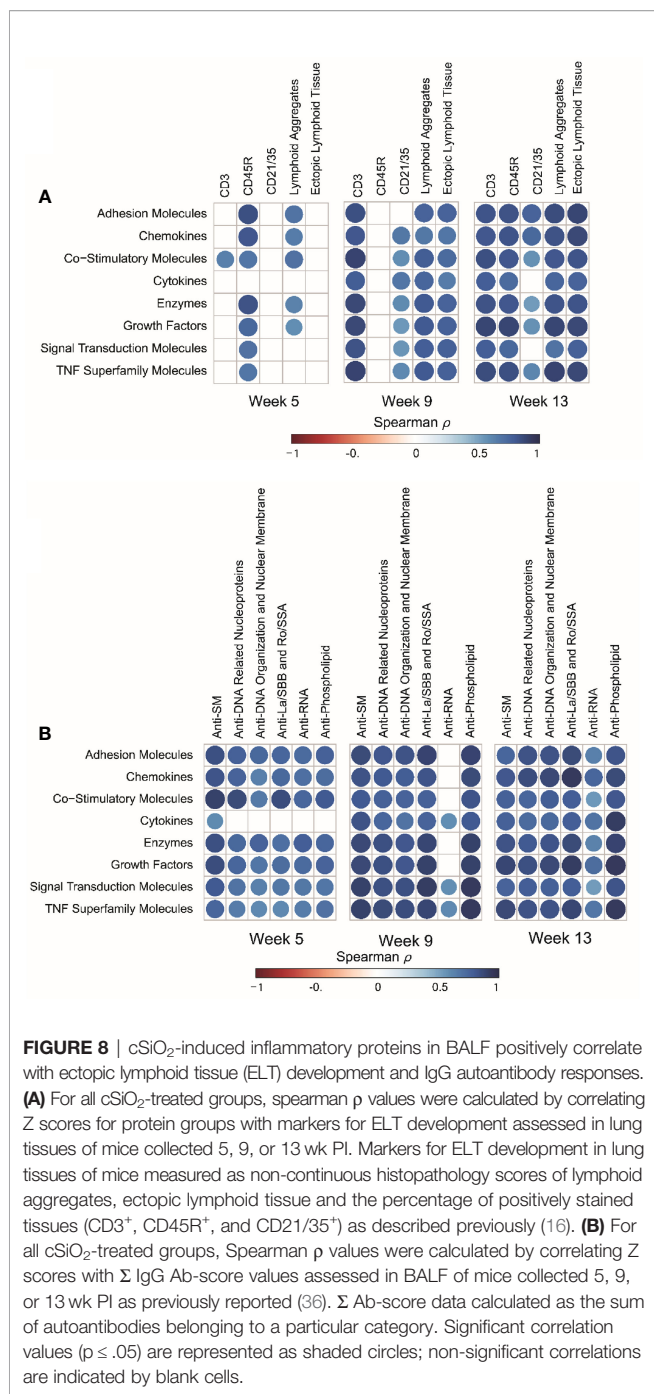 CD3
CD45R
CD21/35
Lymphoid Aggregates
Ectopic Lymphoid Tissue
CD3
CD45R
CD21/35
Lymphoid Aggregates
Ectopic Lymphoid Tissue
CD3
CD45R
CD21/35
Lymphoid Aggregates
Ectopic Lymphoid Tissue
A
Adhesion Molecules
Chemokines
Co−Stimulatory Molecules
Cytokines
Enzymes
Growth Factors
Signal Transduction Molecules
TNF Superfamily Molecules
Week 5
Week 9
Week 13
Spearman ρ
−1 -0. 0 0.5 1
Anti-SM
Anti-DNA Related Nucleoproteins
Anti-DNA Organization and Nuclear Membrane
Anti-La/SBB and Ro/SSA
Anti-RNA
Anti-Phospholipid
Anti-SM
Anti-DNA Related Nucleoproteins
Anti-DNA Organization and Nuclear Membrane
Anti-La/SBB and Ro/SSA
Anti-RNA
Anti-Phospholipid
Anti-SM
Anti-DNA Related Nucleoproteins
Anti-DNA Organization and Nuclear Membrane
Anti-La/SBB and Ro/SSA
Anti-RNA
Anti-Phospholipid
B
Adhesion Molecules
Chemokines
Co−Stimulatory Molecules
Cytokines
Enzymes
Growth Factors
Signal Transduction Molecules
TNF Superfamily Molecules
Week 5
Week 9
Week 13
Spearman ρ
−1 -0. 0 0.5 1
FIGURE 8 | cSiO₂-induced inflammatory proteins in BALF positively correlate
with ectopic lymphoid tissue (ELT) development and IgG autoantibody responses.
(A) For all cSiO₂-treated groups, spearman ρ values were calculated by correlating
Z scores for protein groups with markers for ELT development assessed in lung
tissues of mice collected 5, 9, or 13 wk PI. Markers for ELT development in lung
tissues of mice measured as non-continuous histopathology scores of lymphoid
aggregates, ectopic lymphoid tissue and the percentage of positively stained
tissues (CD3⁺, CD45R⁺, and CD21/35⁺) as described previously (16). (B) For
all cSiO₂-treated groups, Spearman ρ values were calculated by correlating Z
scores with Σ IgG Ab-score values assessed in BALF of mice collected 5, 9,
or 13 wk PI as previously reported (36). Σ Ab-score data calculated as the sum
of autoantibodies belonging to a particular category. Significant correlation
values (p ≤ .05) are represented as shaded circles; non-significant correlations
are indicated by blank cells.